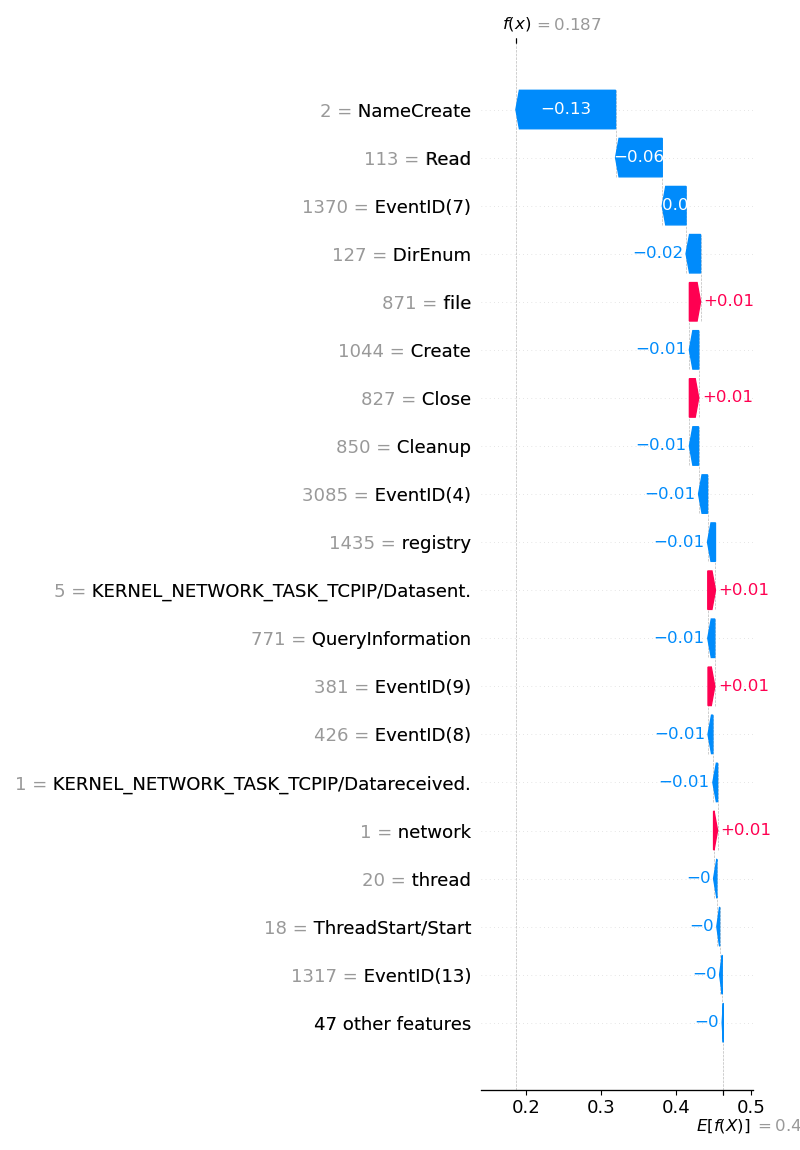 f(x) = 0.187
2 = NameCreate −0.13
113 = Read −0.06
1370 = EventID(7) 0.0
127 = DirEnum −0.02
871 = file +0.01
1044 = Create −0.01
827 = Close +0.01
850 = Cleanup −0.01
3085 = EventID(4) −0.01
1435 = registry −0.01
5 = KERNEL_NETWORK_TASK_TCPIP/Datasent. +0.01
771 = QueryInformation −0.01
381 = EventID(9) +0.01
426 = EventID(8) −0.01
1 = KERNEL_NETWORK_TASK_TCPIP/Datareceived. −0.01
1 = network +0.01
20 = thread −0
18 = ThreadStart/Start −0
1317 = EventID(13) −0
47 other features −0
0.2 0.3 0.4 0.5
E[f(X)] = 0.4